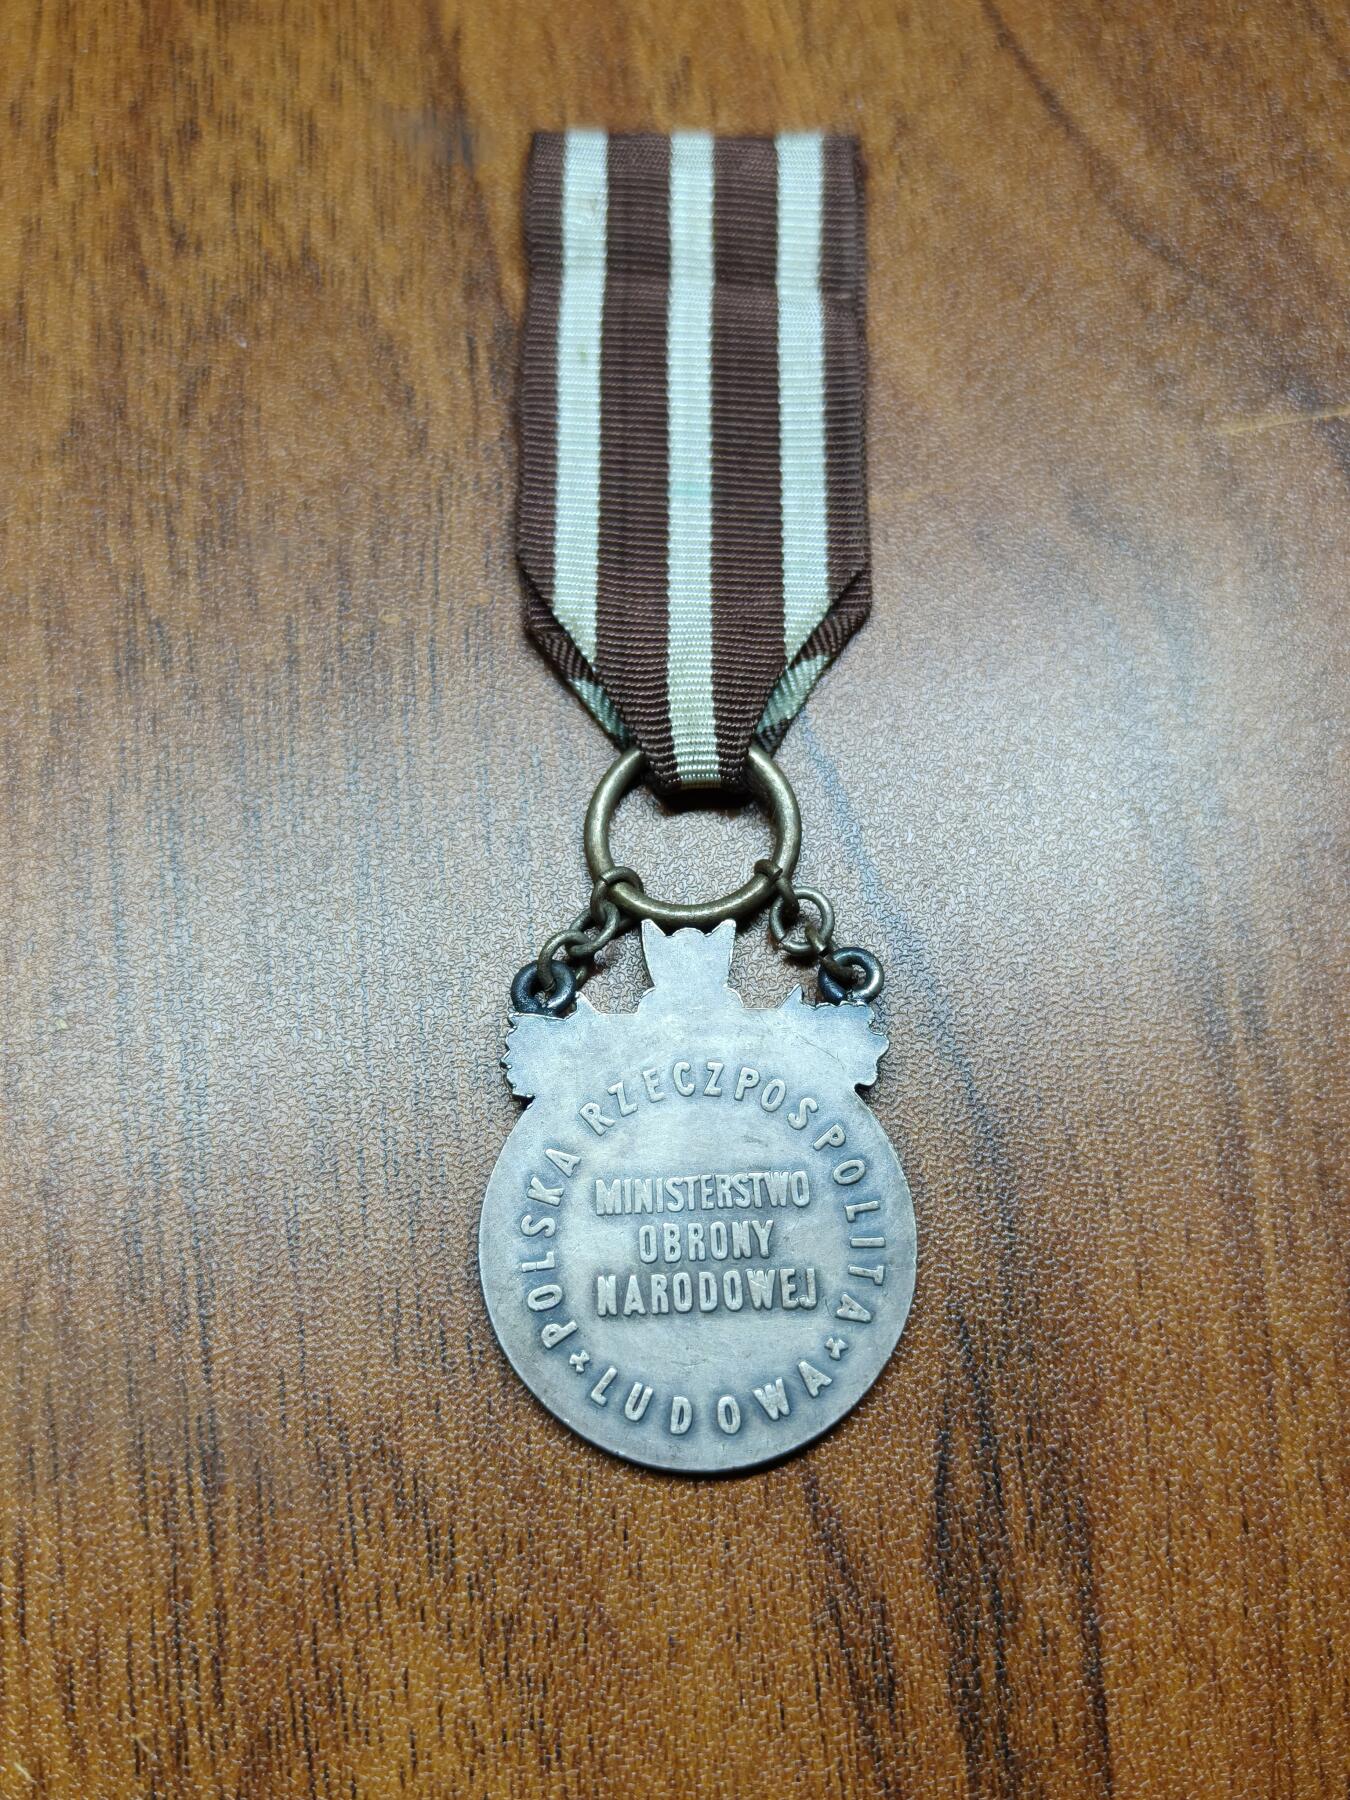 POLSKA RZECZPOSPOLITA
MINISTERSTWO
OBRONY
NARODOWEJ
* LUDOWA *